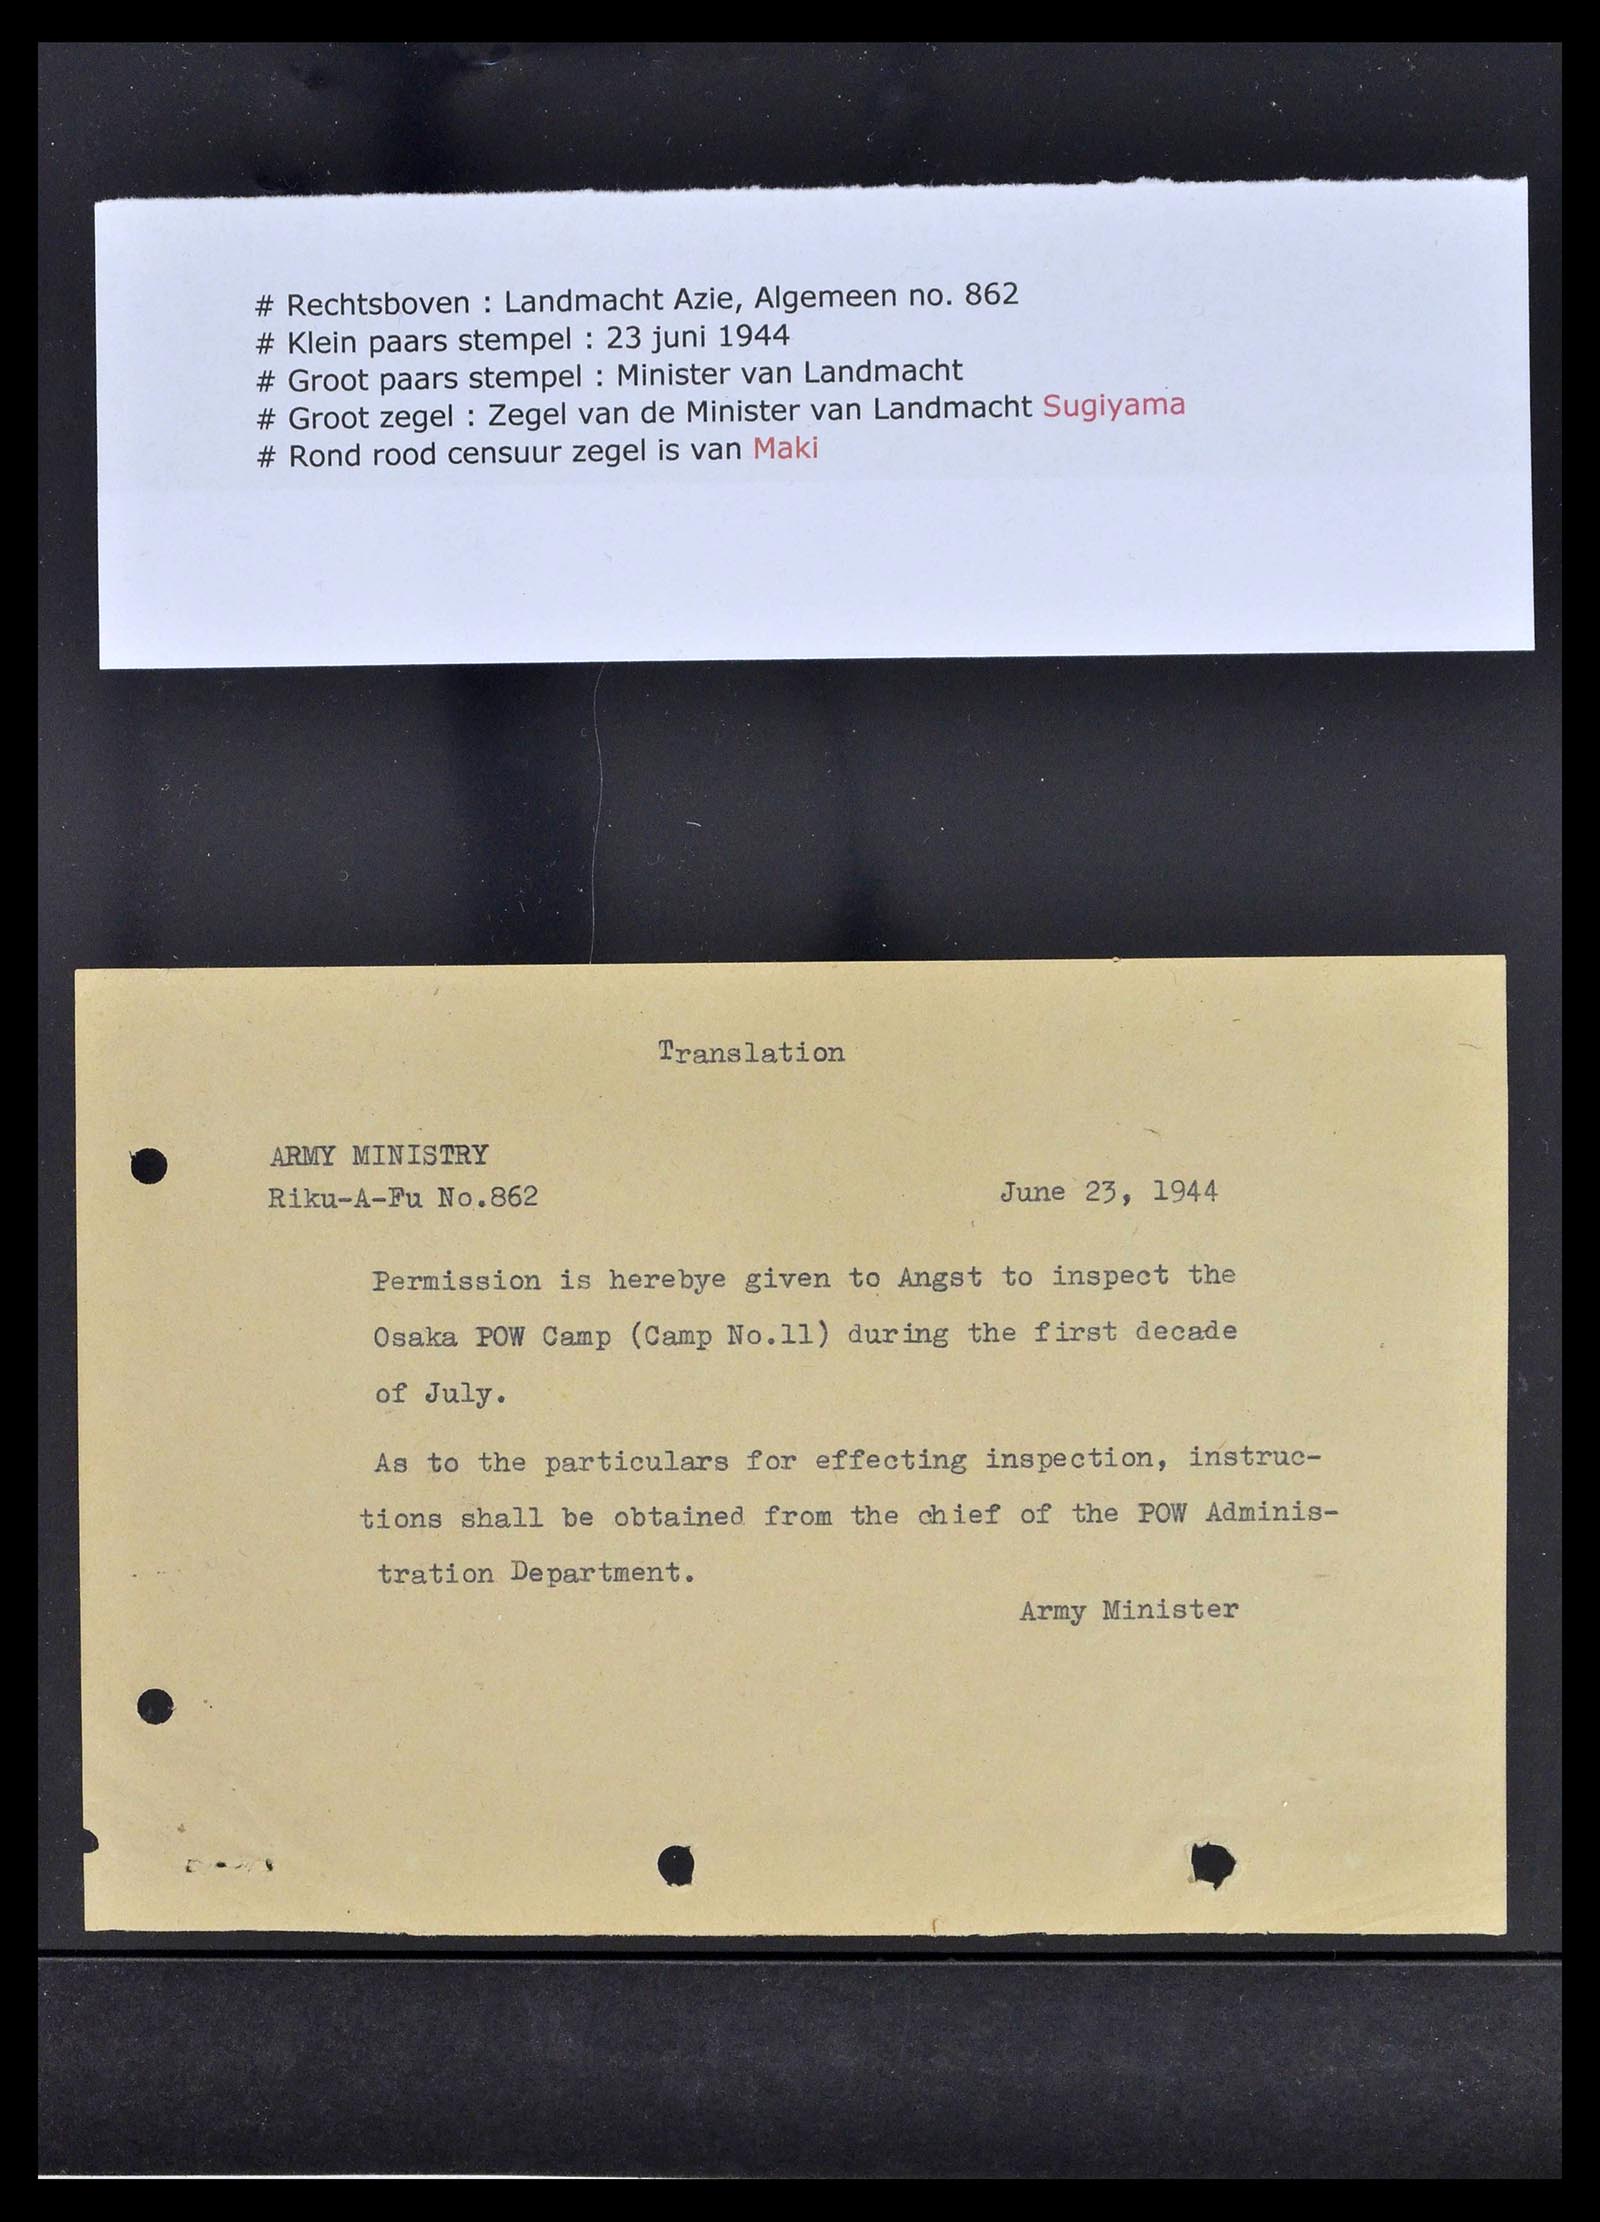 # Rechtsboven : Landmacht Azie, Algemeen no. 862
# Klein paars stempel : 23 juni 1944
# Groot paars stempel : Minister van Landmacht
# Groot zegel : Zegel van de Minister van Landmacht Sugiyama
# Rond rood censuur zegel is van Maki
Translation
ARMY MINISTRY
Riku-A-Fu No.862
June 23, 1944
Permission is herebye given to Angst to inspect the
Osaka POW Camp (Camp No.11) during the first decade
of July.
As to the particulars for effecting inspection, instruc-
tions shall be obtained from the chief of the POW Adminis-
tration Department.
Army Minister